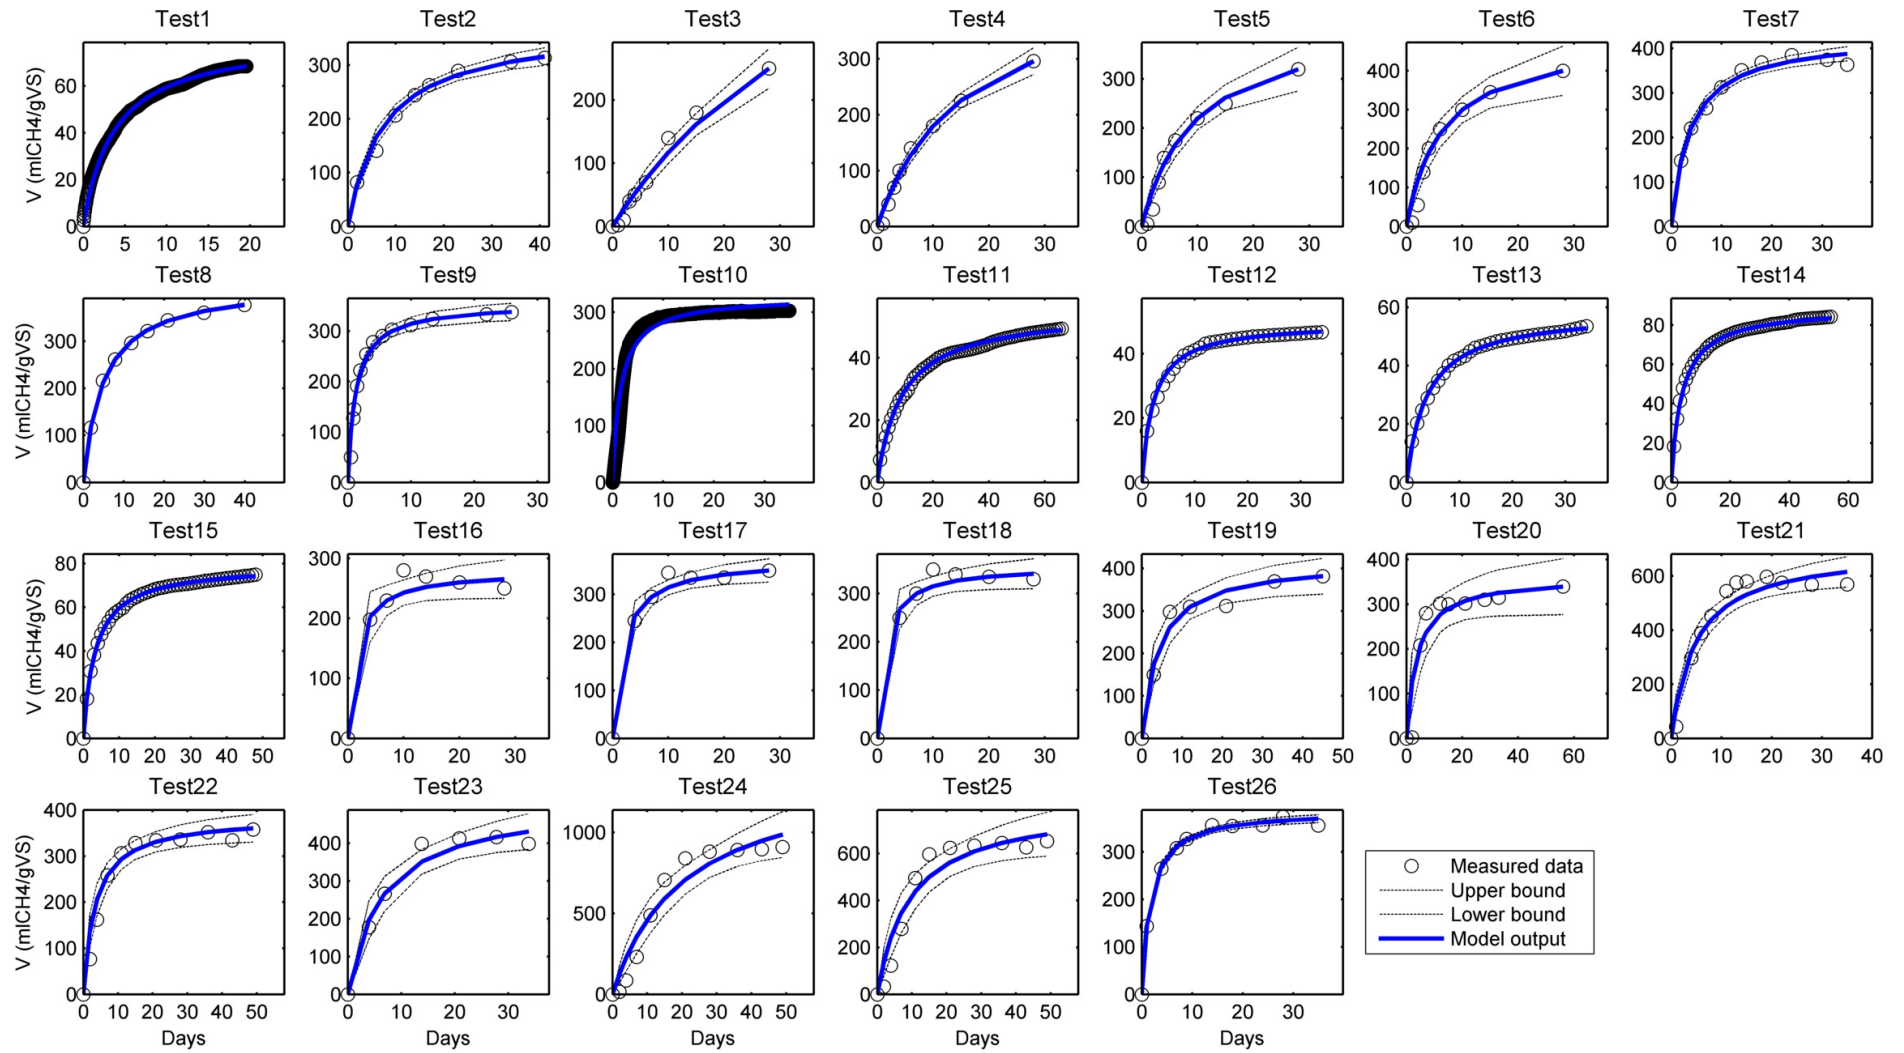 Test1 Test2 Test3 Test4 Test5 Test6 Test7
V (mlCH4/gVS)
60 300 200 300 300 400 400
40 200 100 200 200 300 300
20 100 0 100 100 200 200
0 0 0 0 100 100
0 0
0 5 10 15 20 0 10 20 30 40 0 10 20 30 0 10 20 30 0 10 20 30 0 10 20 30 0 10 20 30
Test8 Test9 Test10 Test11 Test12 Test13 Test14
V (mlCH4/gVS)
300 300 300 40 40 60 80
200 200 200 20 20 40 60
100 100 100 0 0 20 40
0 0 0 0 20
0
0 10 20 30 40 0 10 20 30 0 10 20 30 0 20 40 60 0 10 20 30 0 10 20 30 0 20 40 60
Test15 Test16 Test17 Test18 Test19 Test20 Test21
V (mlCH4/gVS)
80 300 300 300 400 400 600
60 200 200 200 300 300 400
40 100 100 100 200 200 200
20 0 0 0 100 100 0
0 0 0
0 10 20 30 40 50 0 10 20 30 0 10 20 30 0 10 20 30 0 10 20 30 40 50 0 20 40 60 0 10 20 30 40
Test22 Test23 Test24 Test25 Test26
V (mlCH4/gVS)
400 400 1000 600 300
300 300 500 400 200
200 200 0 200 100
100 100 0 0
0 0
0 10 20 30 40 50 0 10 20 30 0 10 20 30 40 50 0 10 20 30 40 50 0 10 20 30
Days Days Days Days Days
Measured data
Upper bound
Lower bound
Model output